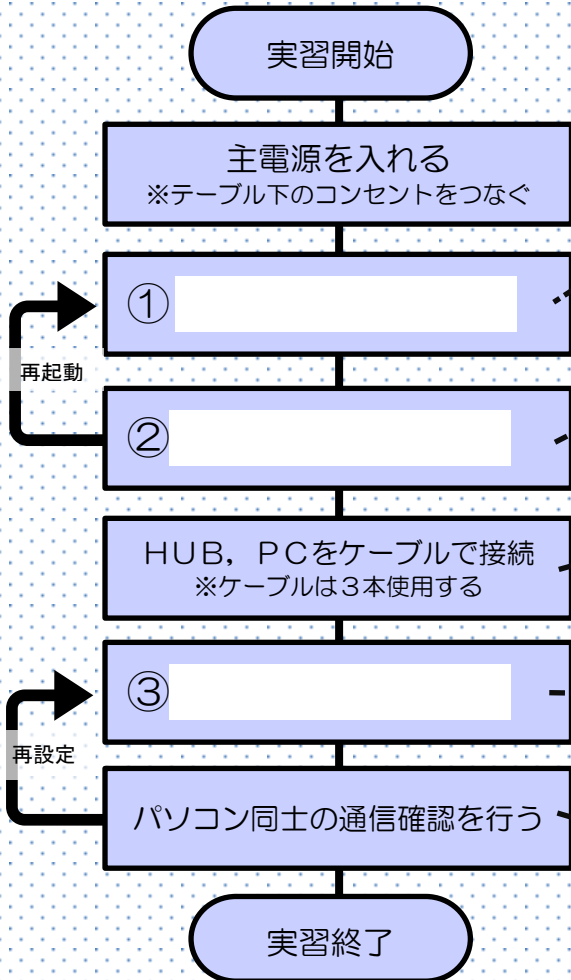 実習開始
主電源を入れる
※テーブル下のコンセントをつなぐ
①
再起動
②
ＨＵＢ，ＰＣをケーブルで接続
※ケーブルは３本使用する
③
再設定
パソコン同士の通信確認を行う
実習終了